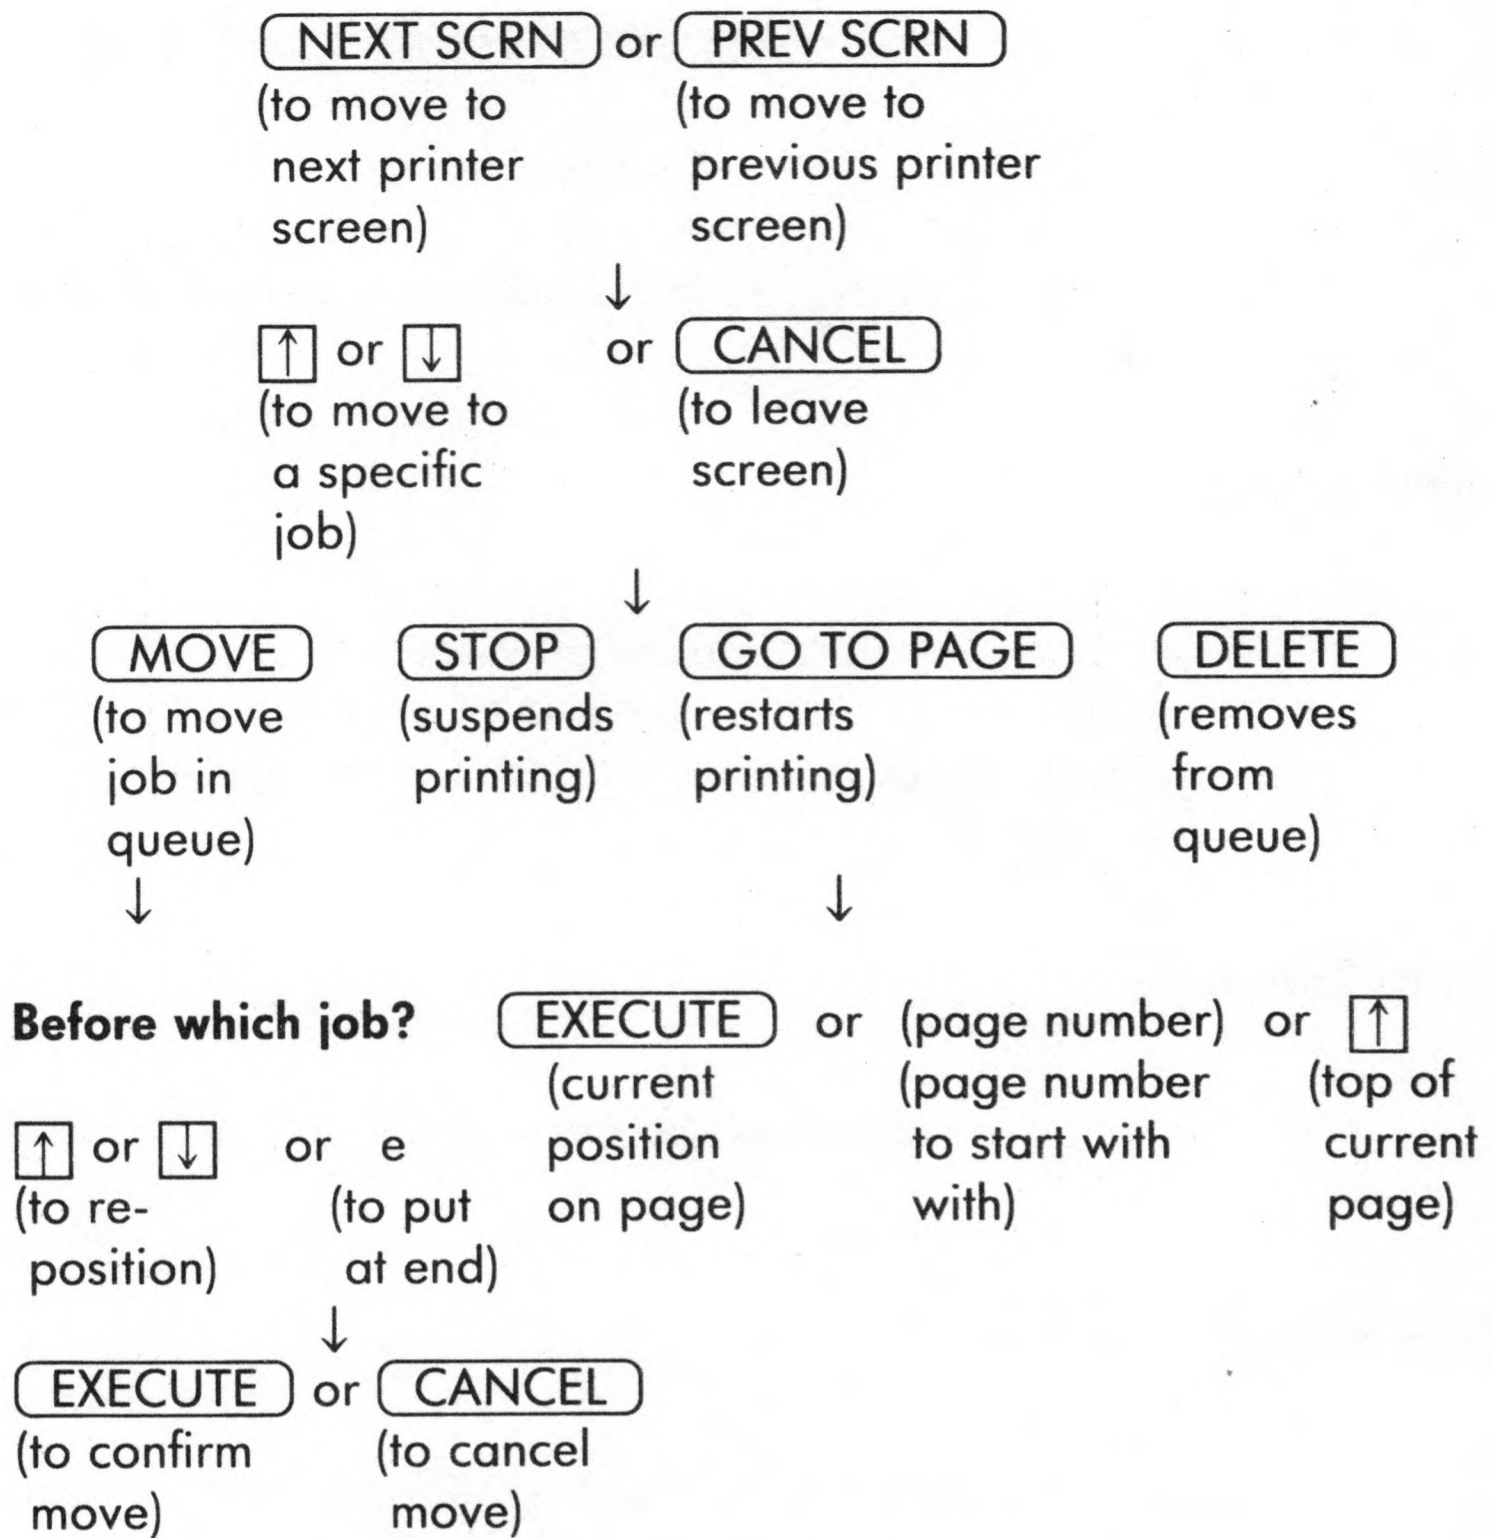 NEXT SCRN or PREV SCRN
(to move to (to move to
next printer previous printer
screen) screen)
↓
↑ or ↓ or CANCEL
(to move to (to leave
a specific screen)
job)
↓
MOVE STOP GO TO PAGE DELETE
(to move (suspends (restarts (removes
job in printing) printing) from
queue) queue)
↓ ↓
Before which job? EXECUTE or (page number) or ↑
(current (page number (top of
↑ or ↓ or e position to start with current
(to re- (to put on page) with) page)
position) at end)
↓
EXECUTE or CANCEL
(to confirm (to cancel
move) move)